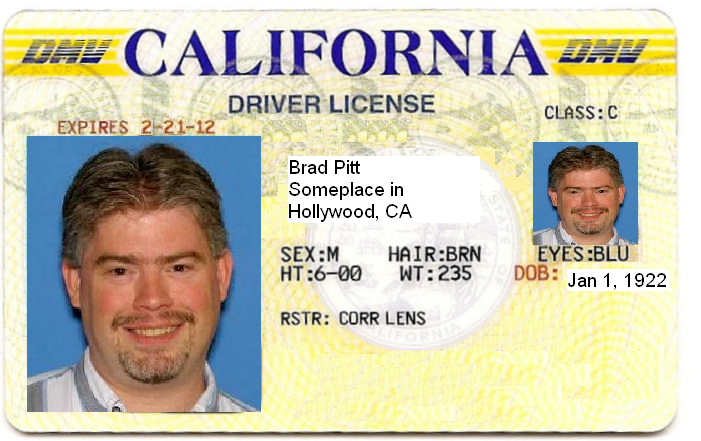 DMV CALIFORNIA DMV
DRIVER LICENSE
CLASS:C
EXPIRES 2-21-12
Brad Pitt
Someplace in
Hollywood, CA
SEX:M HAIR:BRN EYES:BLU
HT:6-00 WT:235 DOB: Jan 1, 1922
RSTR: CORR LENS